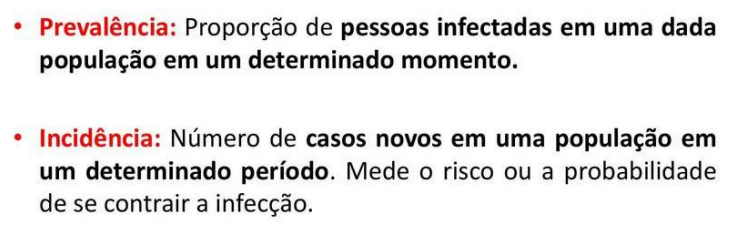 • Prevalência: Proporção de pessoas infectadas em uma dada
população em um determinado momento.
• Incidência: Número de casos novos em uma população em
um determinado período. Mede o risco ou a probabilidade
de se contrair a infecção.